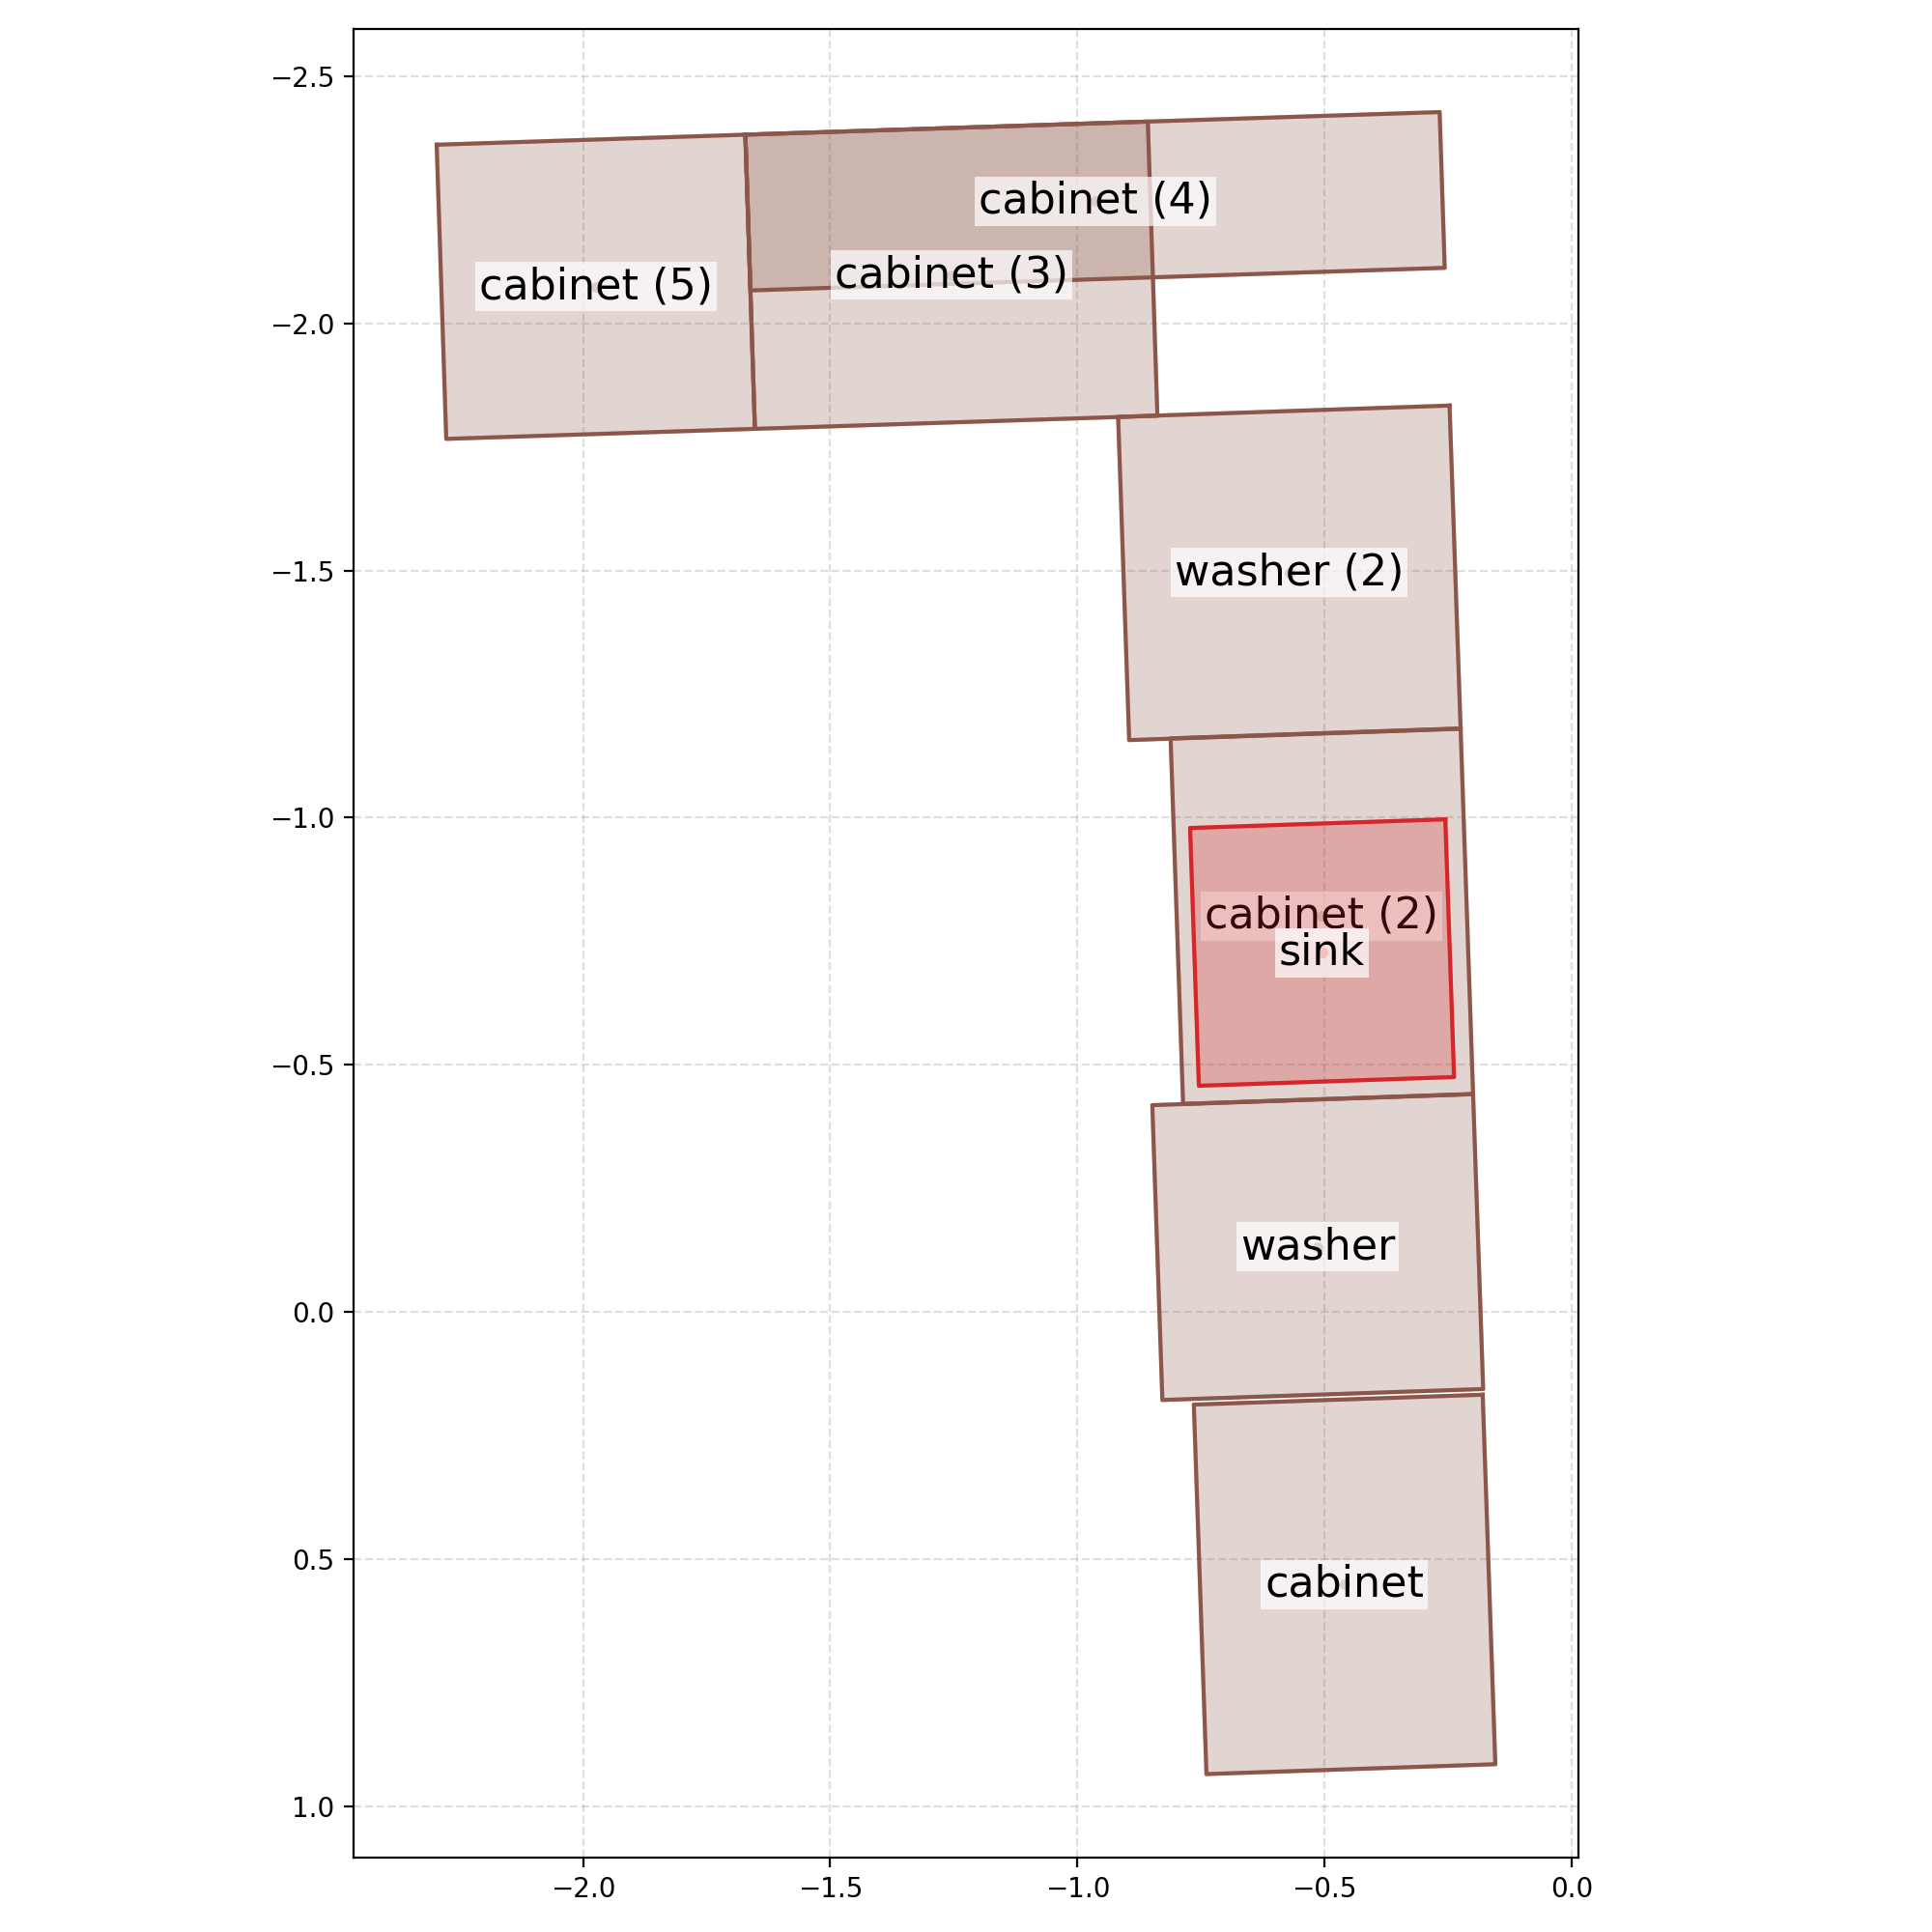 −2.5
cabinet (4)
cabinet (3)
cabinet (5)
−2.0
washer (2)
−1.5
−1.0
cabinet (2)
sink
−0.5
washer
0.0
cabinet
0.5
1.0
−2.0 −1.5 −1.0 −0.5 0.0